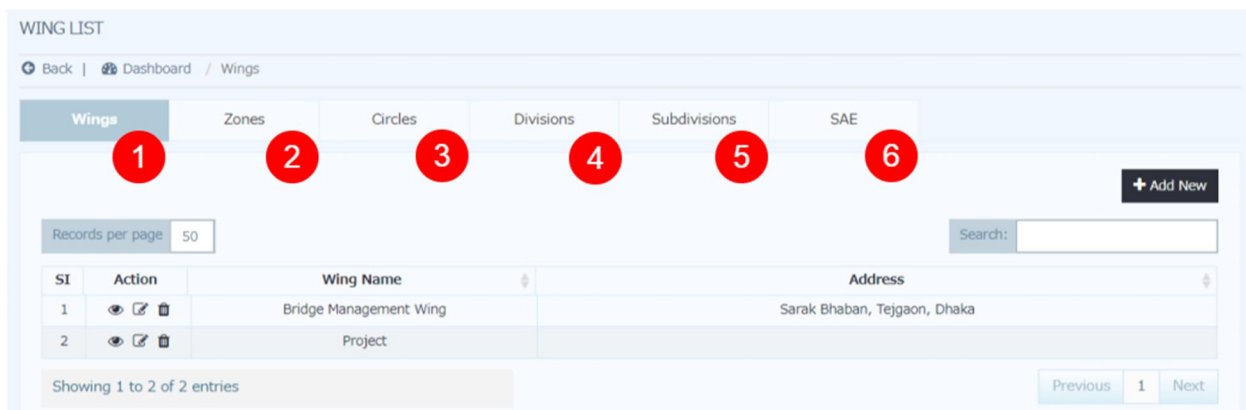 WING LIST
Back | Dashboard / Wings
Wings Zones Circles Divisions Subdivisions SAE
1 2 3 4 5 6
+ Add New
Records per page 50 Search:
SI Action Wing Name Address
1 Bridge Management Wing Sarak Bhaban, Tejgaon, Dhaka
2 Project
Showing 1 to 2 of 2 entries Previous 1 Next